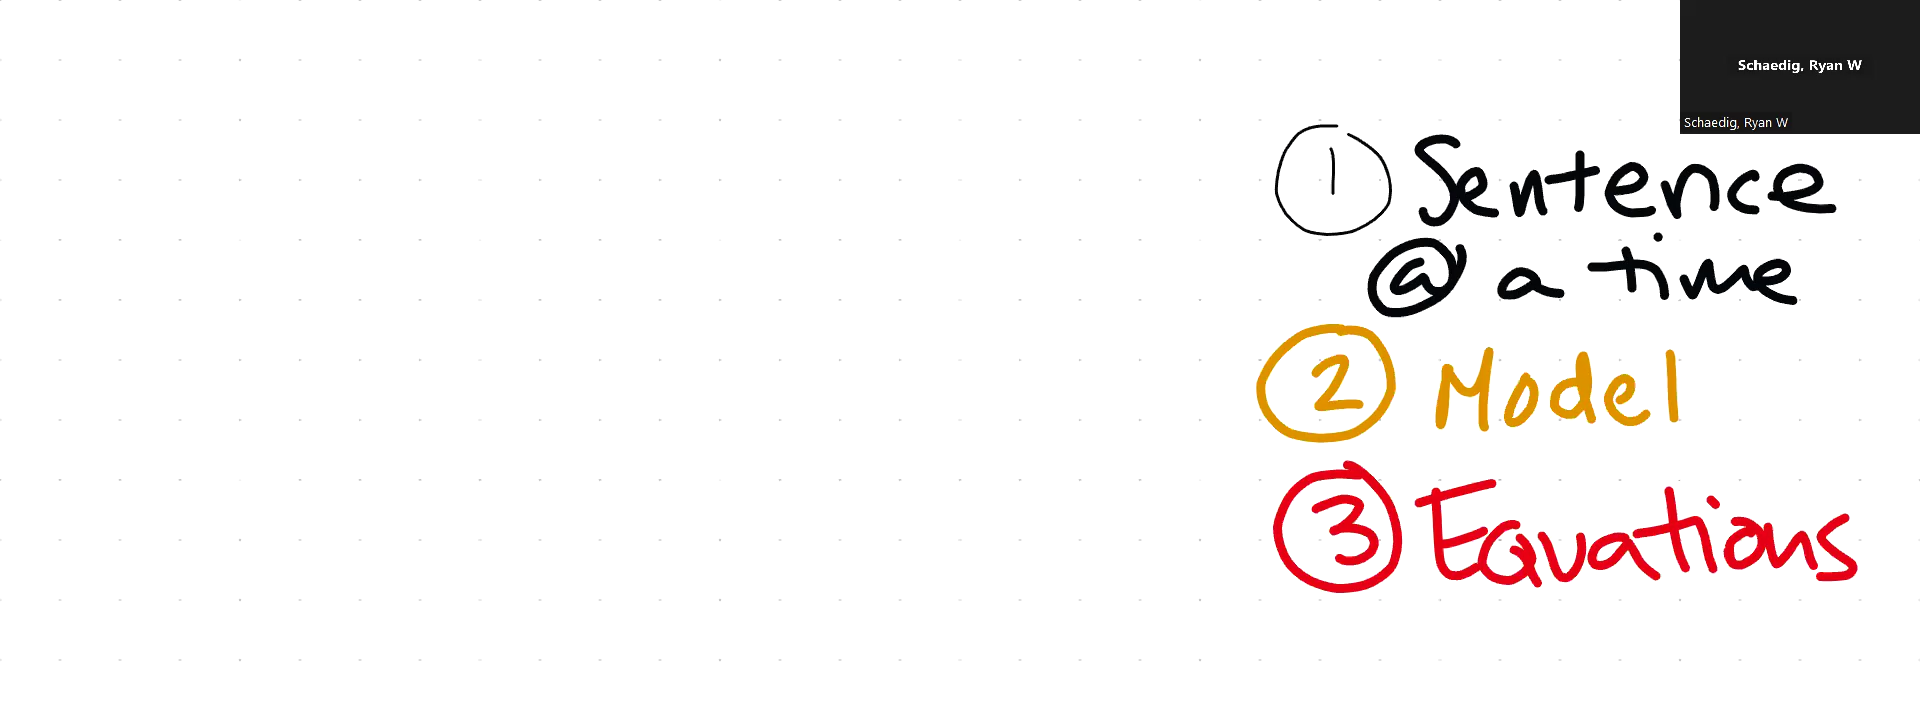 Schaedig, Ryan W
Schaedig, Ryan W
1 Sentence
@ a time
2 Model
3 Equations